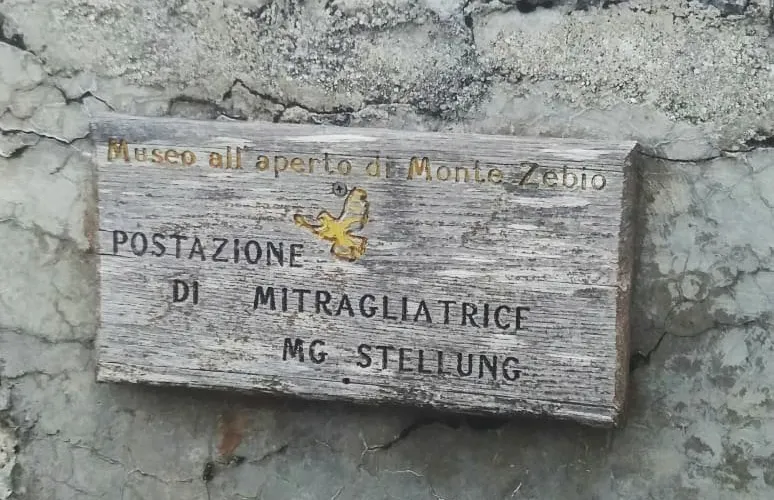 Museo all'aperto di Monte Zebio
POSTAZIONE
DI MITRAGLIATRICE
MG. STELLUNG